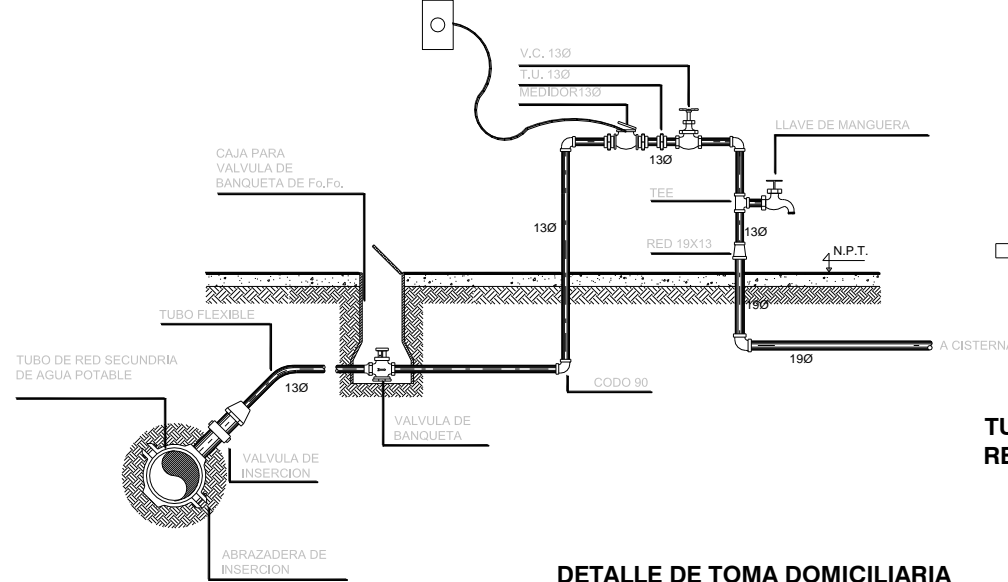 V.C. 13Ø
T.U. 13Ø
MEDIDOR13Ø
LLAVE DE MANGUERA
CAJA PARA
VALVULA DE
BANQUETA DE Fo.Fo.
13Ø
TEE
13Ø
13Ø
RED 19X13
N.P.T.
19Ø
TUBO FLEXIBLE
TUBO DE RED SECUNDRIA
DE AGUA POTABLE
A CISTERNA
19Ø
13Ø
CODO 90
VALVULA DE
BANQUETA
TU
RE
VALVULA DE
INSERCION
ABRAZADERA DE
INSERCION
DETALLE DE TOMA DOMICILIARIA